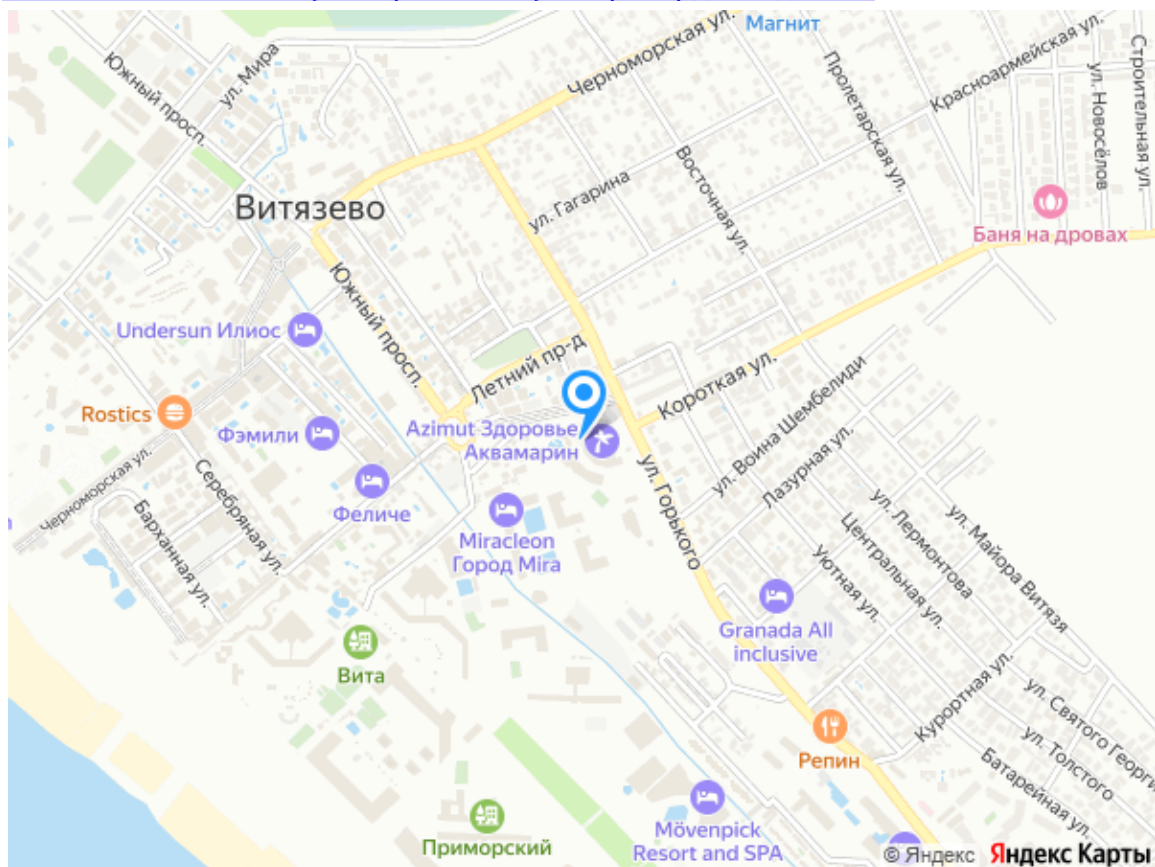 Магнит
Черноморская ул.
Южный просп.
ул. Мира
Пролетарская ул.
Красноармейская ул.
ул. Новосёлов
Строительная ул.
Восточная ул.
ул. Гагарина
Витязево
Баня на дровах
Южный просп.
Undersun Илиос
Летний пр-д
Короткая ул.
ул. Воина Шембелиди
Rostics
Фэмили
Azimut Здоровье
Аквамарин
Черноморская ул.
Серебряная ул.
Феличе
ул. Горького
Лазурная ул.
ул. Лермонтова
ул. Майора Витязя
Бархатная ул.
Miracleon
Город Mira
Центральная ул.
Уютная ул.
Granada All
inclusive
Вита
Курортная ул.
ул. Святого Георги
ул. Толстого
Батарейная ул.
Репин
Mövenpick
Resort and SPA
Приморский
© Яндекс Яндекс Карты